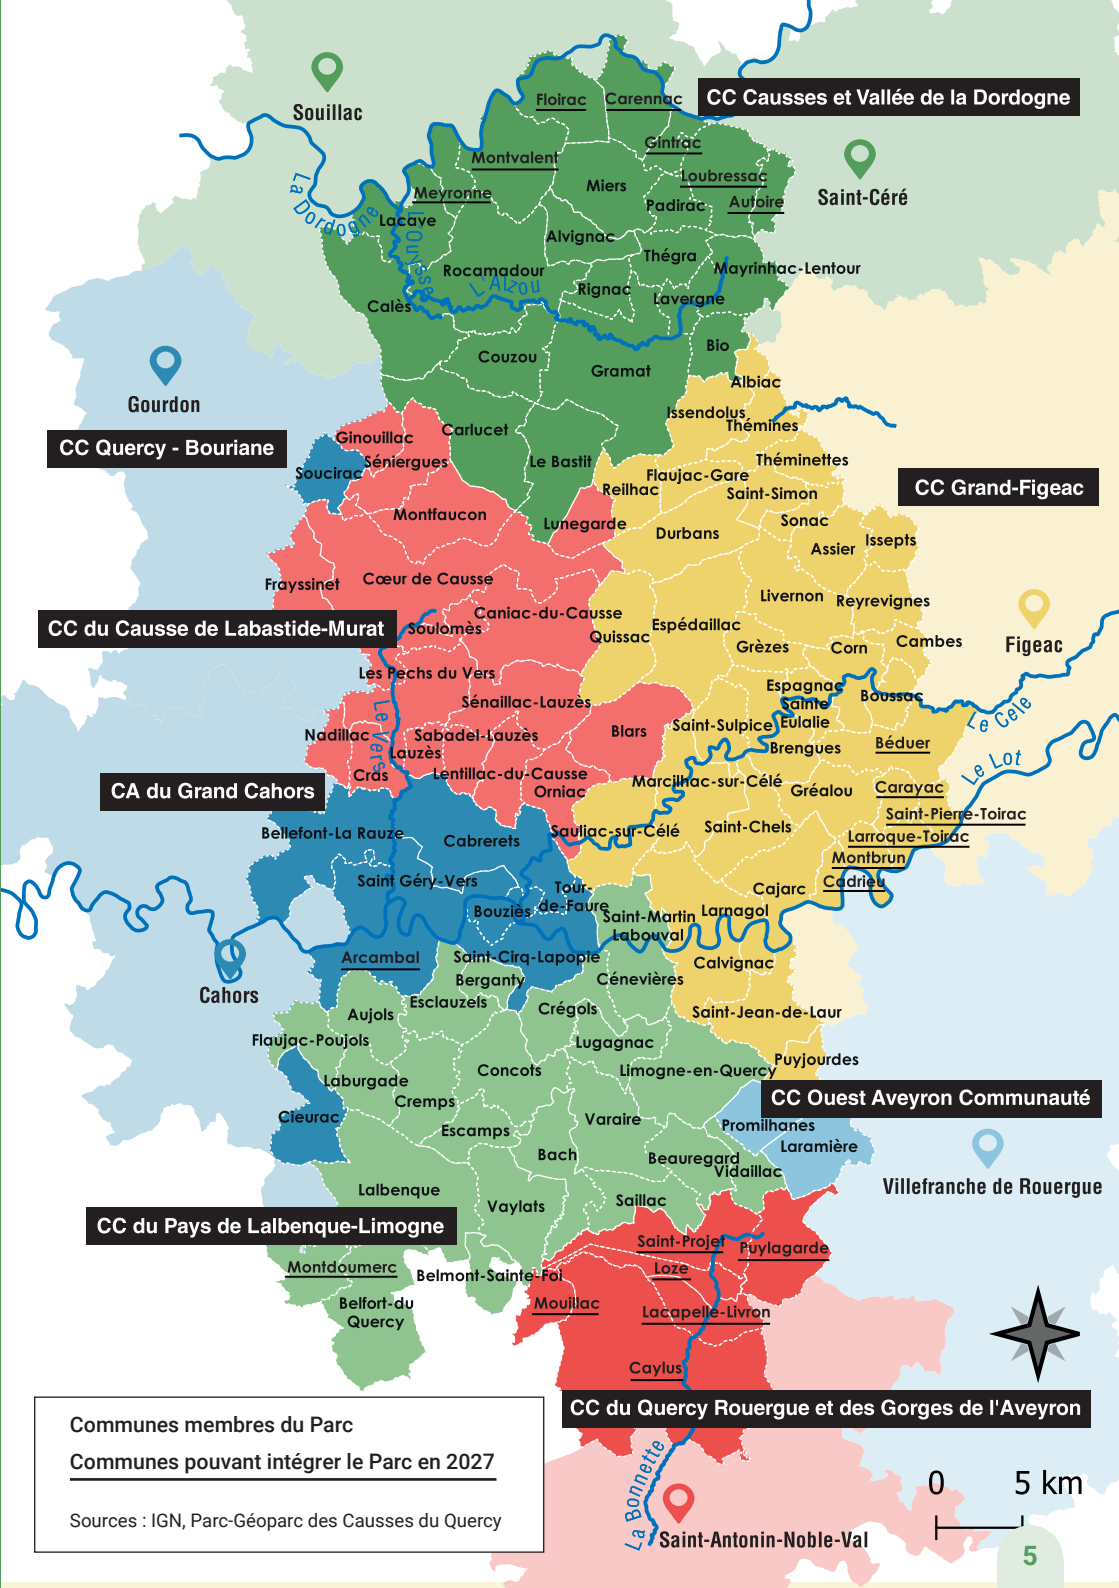 Souillac
Floirac
Carennac
CC Causses et Vallée de la Dordogne
Gintrac
Montvalent
Loubressac
Saint-Céré
Meyronne
Miers
Padirac
Autoire
La Dordogne
Lacave
L'Ouysse
Alvignac
Thégra
Mayrinhac-Lentour
Rocamadour
L'Alzou
Rignac
Lavergne
Calès
Bio
Couzou
Gramat
Albiac
Gourdon
Issendolus
Thémines
Carlucet
Ginouillac
CC Quercy - Bouriane
Séniergues
Le Bastit
Théminettes
Soucirac
Flaujac-Gare
Reilhac
Saint-Simon
CC Grand-Figeac
Montfaucon
Lunegarde
Sonac
Durbans
Assier
Issepts
Frayssinet
Cœur de Causse
Livernon
Reyrevignes
Caniac-du-Causse
CC du Causse de Labastide-Murat
Soulomès
Quissac
Espédaillac
Grèzes
Corn
Cambes
Figeac
Les Pechs du Vers
Espagnac
Sainte
Eulalie
Boussac
Sénaillac-Lauzès
Le Célé
Le Vers
Nadillac
Sabadel-Lauzès
Blars
Saint-Sulpice
Brengues
Béduer
Lauzès
Le Lot
Cras
Lentillac-du-Causse
Orniac
Marcilhac-sur-Célé
Gréalou
Carayac
CA du Grand Cahors
Saint-Pierre-Toirac
Bellefont-La Rauze
Cabrerets
Sauliac-sur-Célé
Saint-Chels
Larroque-Toirac
Montbrun
Saint Géry-Vers
Tour-
de-Faure
Cajarc
Cadrieu
Bouziès
Saint-Martin
Labouval
Larnagol
Arcambal
Saint-Cirq-Lapopie
Calvignac
Berganty
Cénevières
Cahors
Esclauzels
Crégols
Saint-Jean-de-Laur
Aujols
Flaujac-Poujols
Lugagnac
Puyjourdes
Laburgade
Concots
Limogne-en-Quercy
CC Ouest Aveyron Communauté
Cremps
Cieurac
Varaire
Promilhanes
Escamps
Laramière
Bach
Beauregard
Vidaillac
Villefranche de Rouergue
Lalbenque
Vaylats
Saillac
CC du Pays de Lalbenque-Limogne
Saint-Projet
Puylagarde
Montdoumerc
Belmont-Sainte-Foi
Loze
Belfort-du
Quercy
Mouillac
Lacapelle-Livron
Caylus
CC du Quercy Rouergue et des Gorges de l'Aveyron
Communes membres du Parc
Communes pouvant intégrer le Parc en 2027
Sources : IGN, Parc-Géoparc des Causses du Quercy
La Bonnette
Saint-Antonin-Noble-Val
0 5 km
5